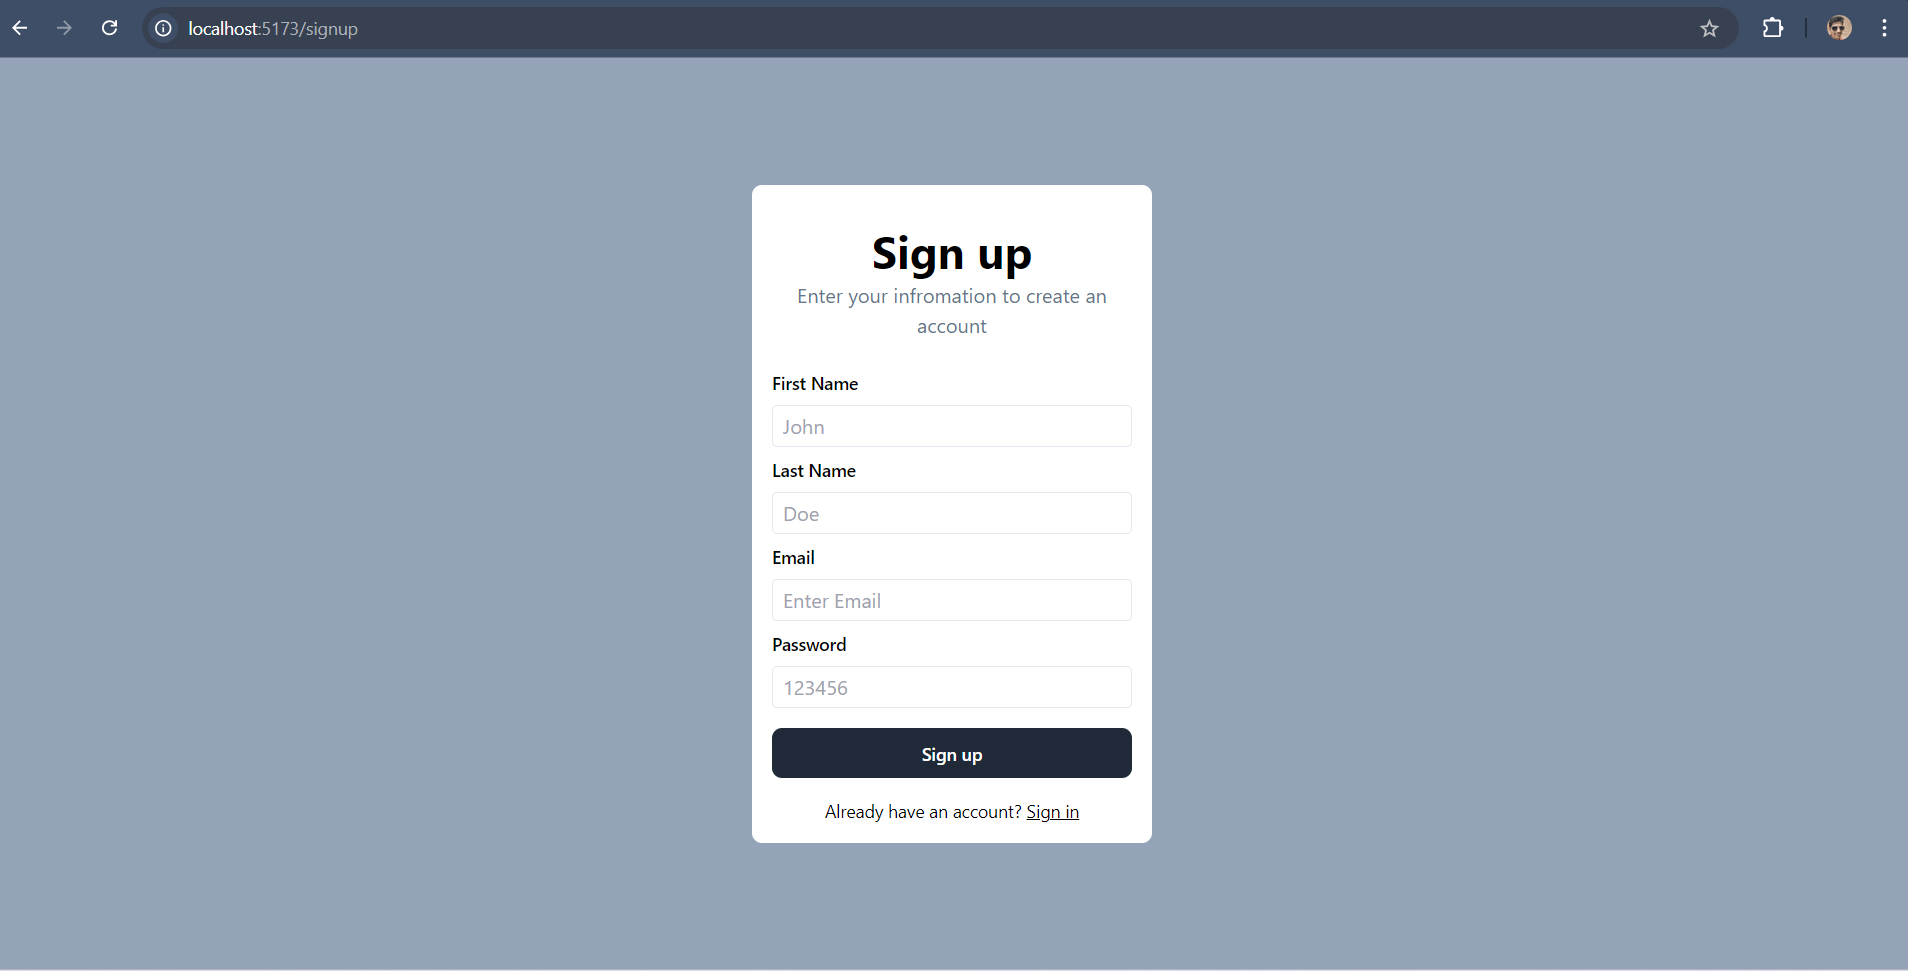 localhost:5173/signup
Sign up
Enter your infromation to create an
account
First Name
John
Last Name
Doe
Email
Enter Email
Password
123456
Sign up
Already have an account? Sign in